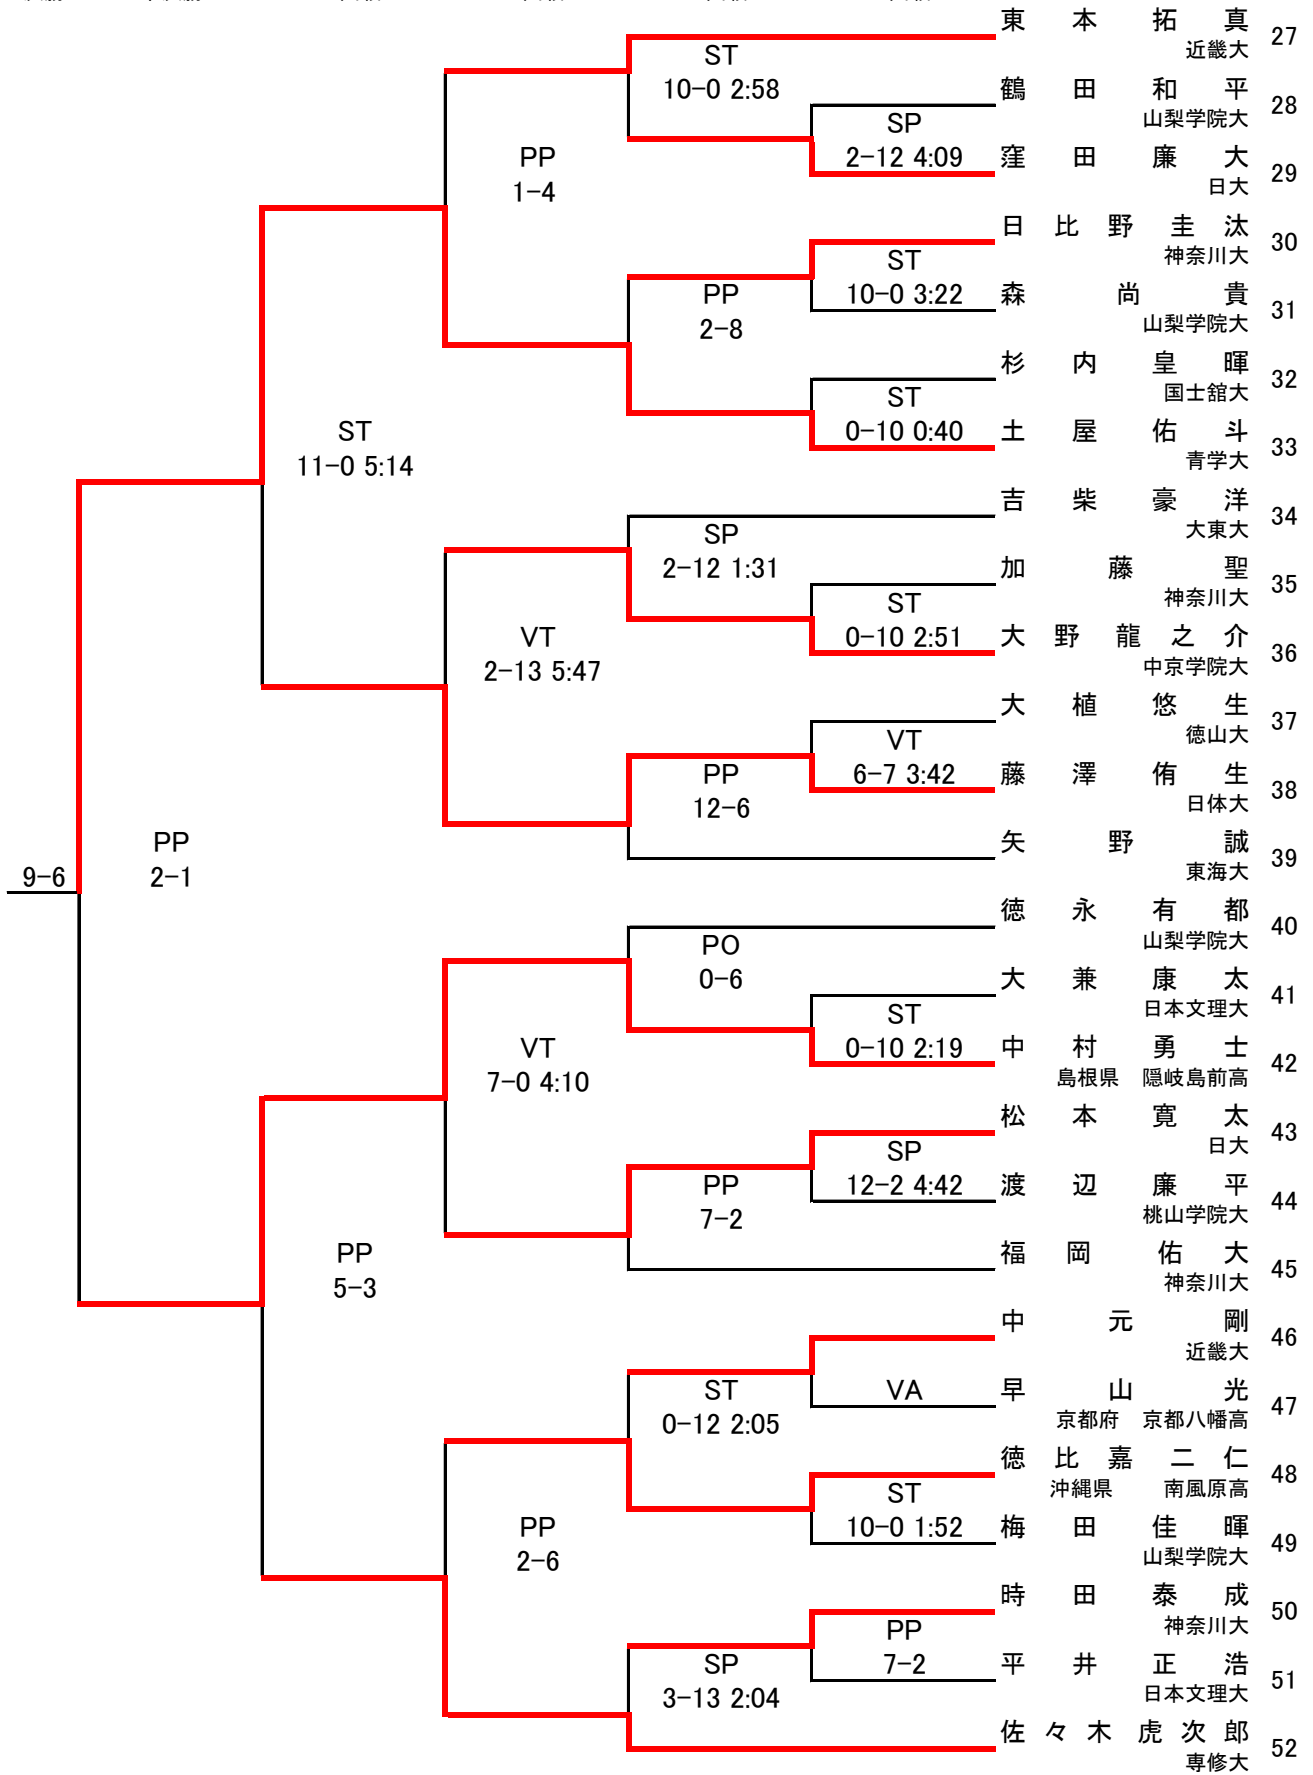 東本拓真
近畿大 27
ST
10-0 2:58
鶴田和平
山梨学院大 28
SP
2-12 4:09
窪田廉大
日大 29
PP
1-4
日比野圭汰
神奈川大 30
ST
10-0 3:22
森尚貴
山梨学院大 31
PP
2-8
杉内皇暉
国士舘大 32
ST
0-10 0:40
土屋佑斗
青学大 33
ST
11-0 5:14
吉柴豪洋
大東大 34
SP
2-12 1:31
加藤聖
神奈川大 35
ST
0-10 2:51
大野龍之介
中京学院大 36
VT
2-13 5:47
大植悠生
徳山大 37
VT
6-7 3:42
藤澤侑生
日体大 38
PP
12-6
矢野誠
東海大 39
PP
2-1
9-6
徳永有都
山梨学院大 40
PO
0-6
大兼康太
日本文理大 41
ST
0-10 2:19
中村勇士
島根県 隠岐島前高 42
VT
7-0 4:10
松本寛太
日大 43
SP
12-2 4:42
渡辺廉平
桃山学院大 44
PP
7-2
福岡佑大
神奈川大 45
PP
5-3
中元剛
近畿大 46
VA
早山光
京都府 京都八幡高 47
ST
0-12 2:05
徳比嘉二仁
沖縄県 南風原高 48
ST
10-0 1:52
梅田佳暉
山梨学院大 49
PP
2-6
時田泰成
神奈川大 50
PP
7-2
平井正浩
日本文理大 51
SP
3-13 2:04
佐々木虎次郎
専修大 52